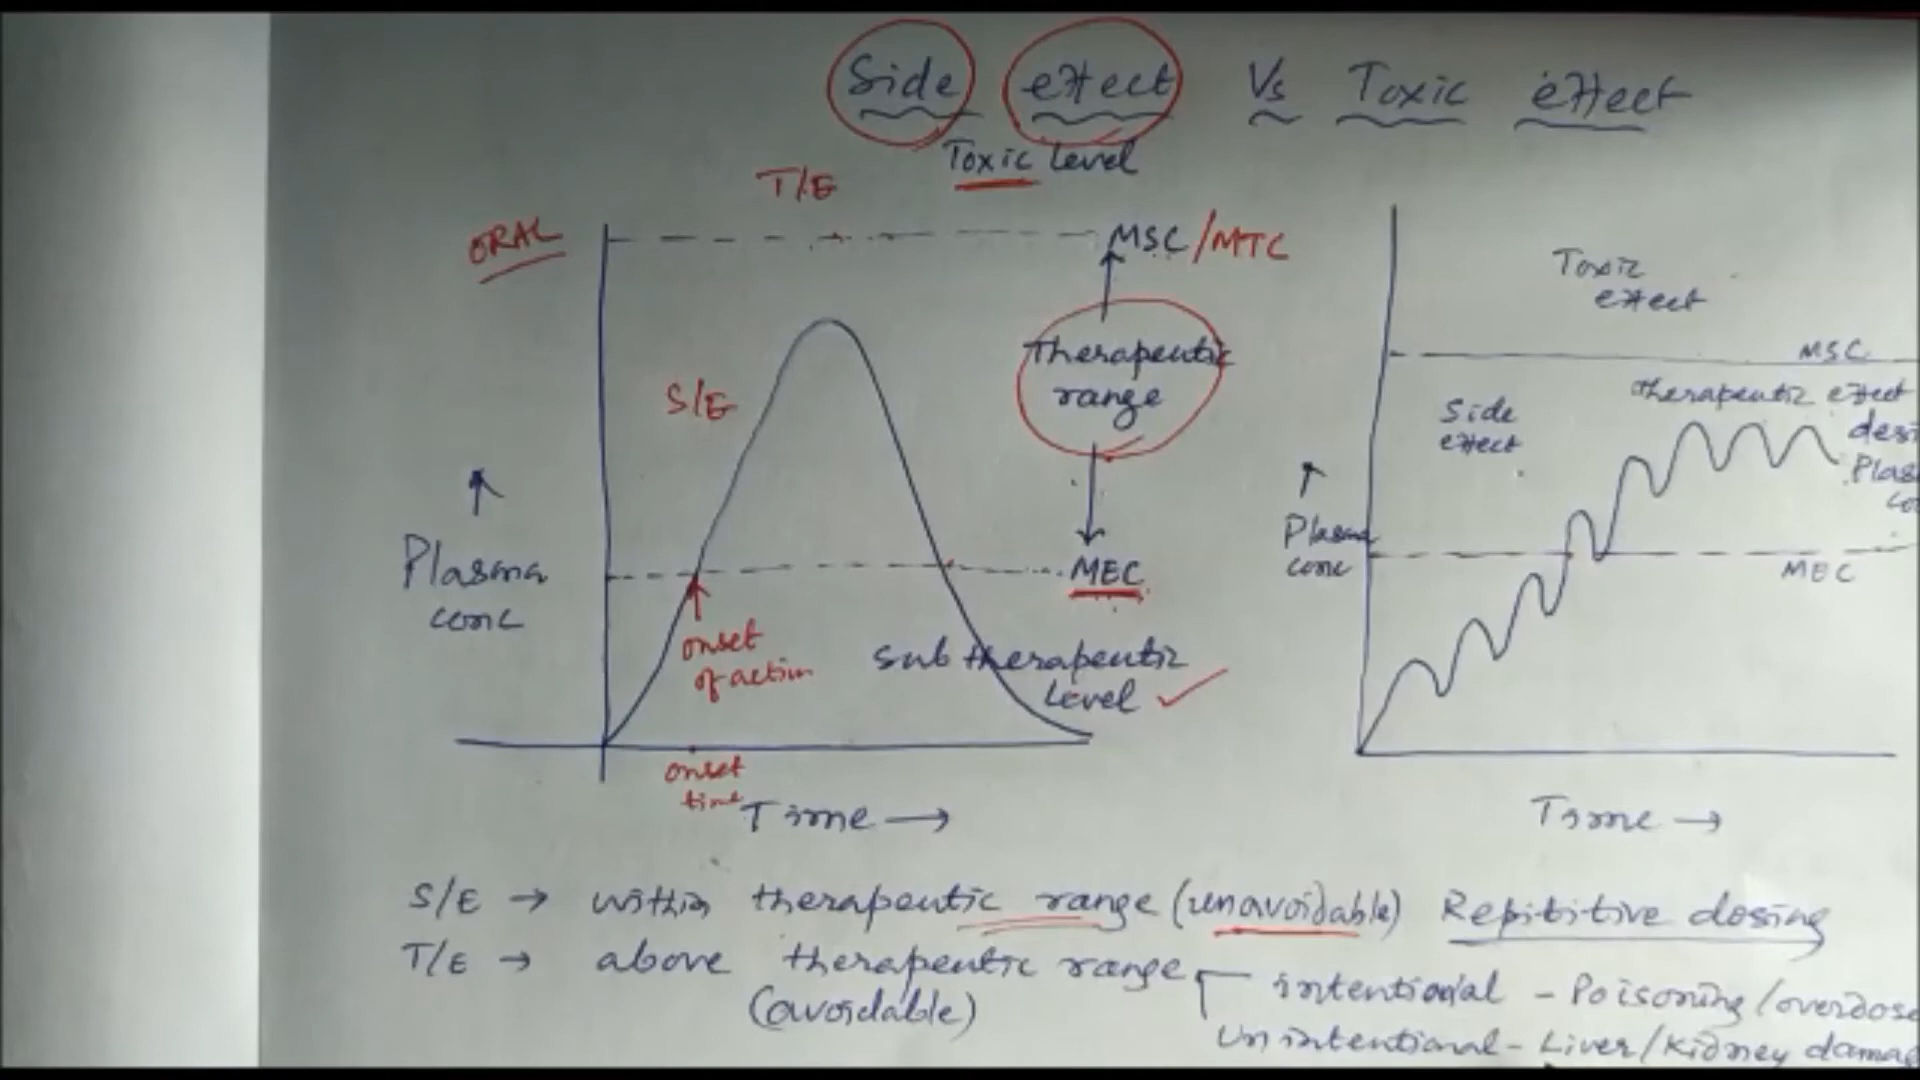 Side effect Vs Toxic effect
Toxic Level
T/E
ORAL
MSC/MTC
Therapeutic
range
S/E
↑
Plasma
conc
MEC
onset
of action
sub therapeutic
Level ✓
onset
time
Time →
Toxic
effect
MSC
Therapeutic effect
Side
effect
↑
Plasma
conc
MEC
Time →
S/E → within therapeutic range (unavoidable)
Repititive dosing
T/E → above therapeutic range
(avoidable)
intentional - Poisoning/overdose
Unintentional - Liver/Kidney